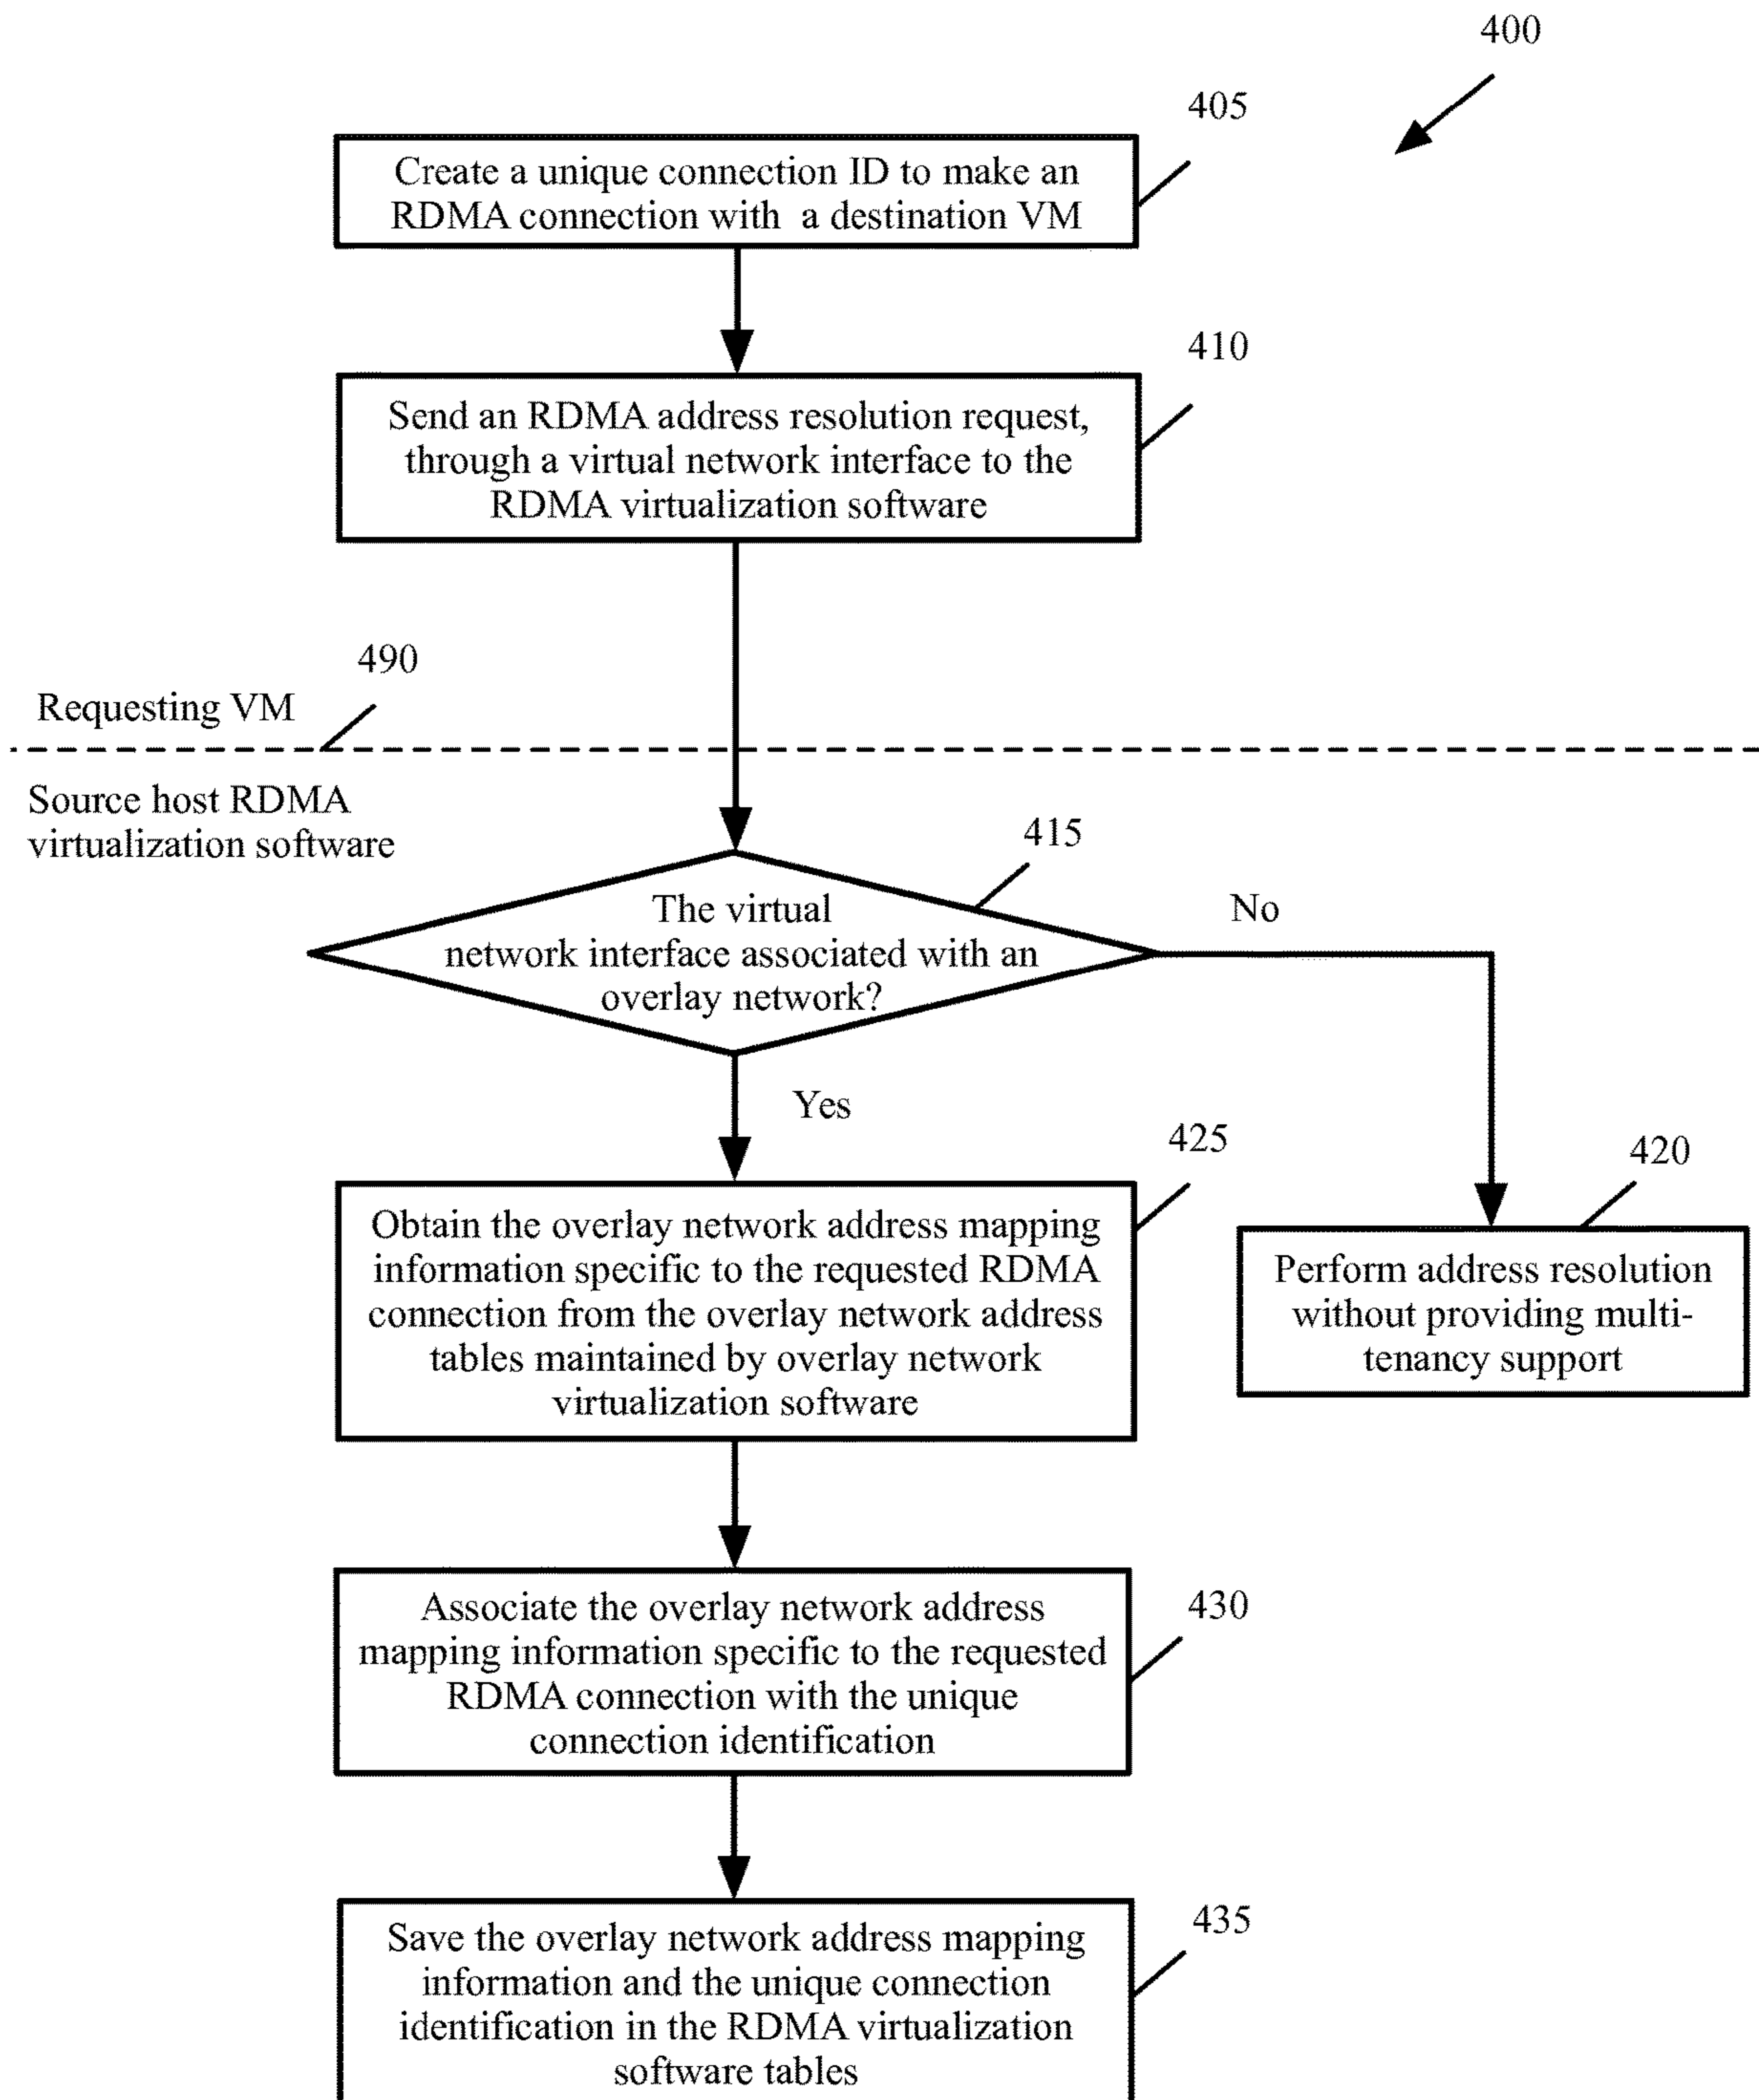 400
405
Create a unique connection ID to make an
RDMA connection with a destination VM
410
Send an RDMA address resolution request,
through a virtual network interface to the
RDMA virtualization software
490
Requesting VM
Source host RDMA
virtualization software
415
The virtual
network interface associated with an
overlay network?
No
Yes
425
Obtain the overlay network address mapping
information specific to the requested RDMA
connection from the overlay network address
tables maintained by overlay network
virtualization software
420
Perform address resolution
without providing multi-
tenancy support
430
Associate the overlay network address
mapping information specific to the requested
RDMA connection with the unique
connection identification
435
Save the overlay network address mapping
information and the unique connection
identification in the RDMA virtualization
software tables